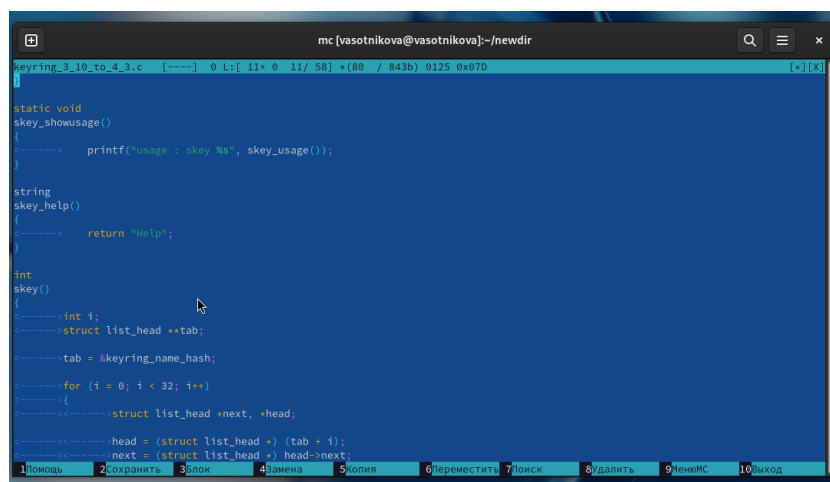 mc [vasotnikova@vasotnikova]:~/newdir
keyring_3_10_to_4_3.c   [----]  0 L:[ 11+ 0  11/ 58] *(80  / 843b) 0125 0x07D   [*][X]
}
static void
skey_showusage()
{
<------>    printf("usage : skey %s", skey_usage());
}
string
skey_help()
{
<------>    return "Help";
}
int
skey()
{
<------>int i;
<------>struct list_head **tab;
<------>tab = &keyring_name_hash;
<------>for (i = 0; i < 32; i++)
<------>{
<------><------>struct list_head *next, *head;
<------><------>head = (struct list_head *) (tab + i);
<------><------>next = (struct list_head *) head->next;
1Помощь 2Сохранить 3Блок 4Замена 5Копия 6Переместить 7Поиск 8Удалить 9МенюMC 10Выход